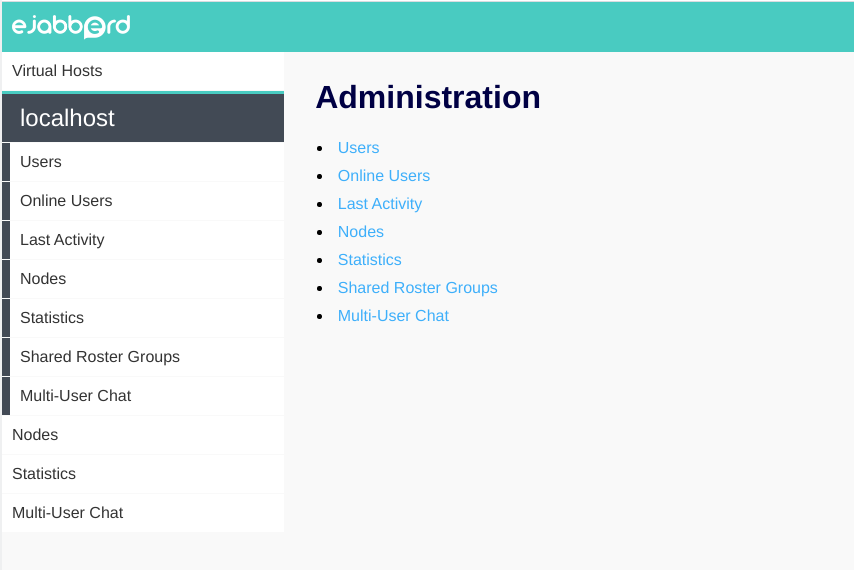 ejabberd
Virtual Hosts
localhost
Users
Online Users
Last Activity
Nodes
Statistics
Shared Roster Groups
Multi-User Chat
Nodes
Statistics
Multi-User Chat
Administration
Users
Online Users
Last Activity
Nodes
Statistics
Shared Roster Groups
Multi-User Chat